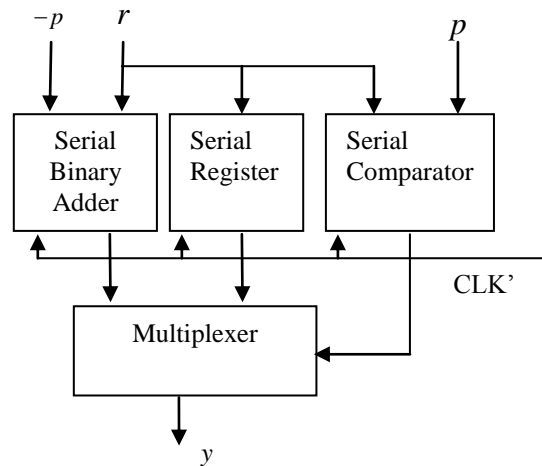 −p
r
p
Serial
Binary
Adder
Serial
Register
Serial
Comparator
CLK’
Multiplexer
y